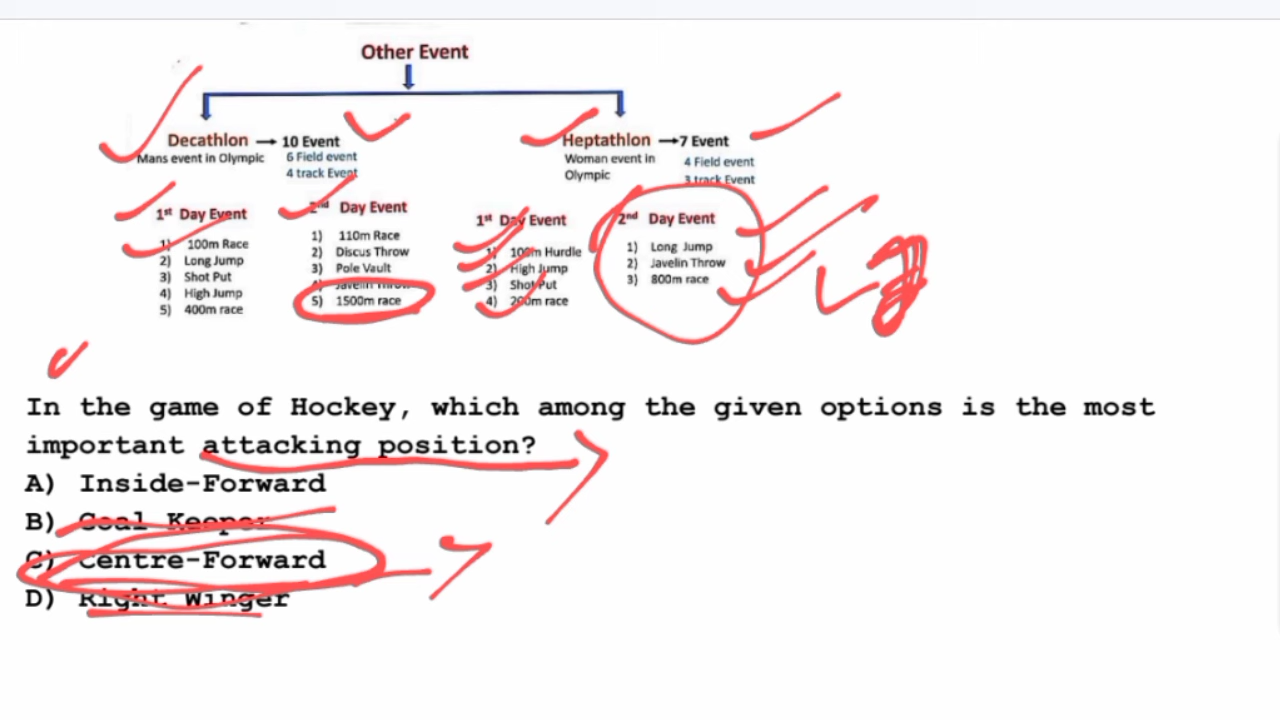 Other Event
Decathlon → 10 Event
Mans event in Olympic
6 Field event
4 track Event
1st Day Event
1) 100m Race
2) Long Jump
3) Shot Put
4) High Jump
5) 400m race
2nd Day Event
1) 110m Race
2) Discus Throw
3) Pole Vault
4) Javelin Throw
5) 1500m race
Heptathlon →7 Event
Woman event in
Olympic
4 Field event
3 track Event
1st Day Event
1) 100m Hurdle
2) High Jump
3) Shot Put
4) 200m race
2nd Day Event
1) Long Jump
2) Javelin Throw
3) 800m race
In the game of Hockey, which among the given options is the most
important attacking position?
A) Inside-Forward
B) Goal Keeper
C) Centre-Forward
D) Right Winger